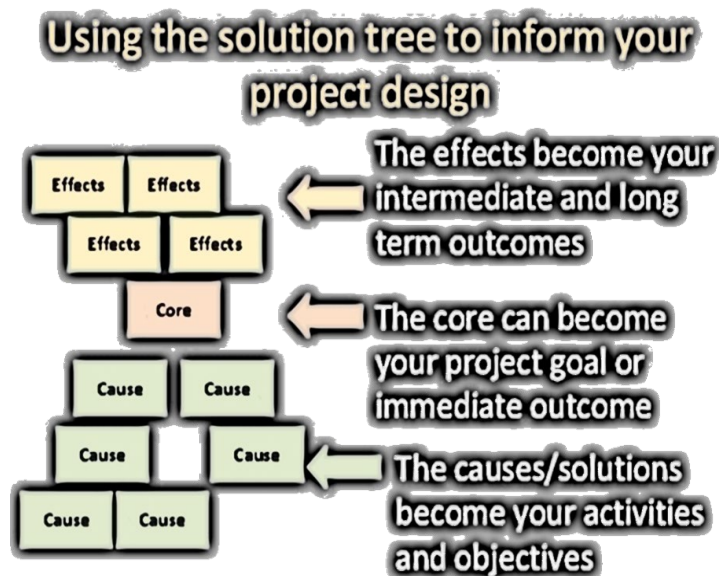 Using the solution tree to inform your
project design
The effects become your
intermediate and long
term outcomes
Effects Effects
Effects Effects
Core
The core can become
your project goal or
immediate outcome
Cause Cause
Cause Cause
Cause Cause
The causes/solutions
become your activities
and objectives